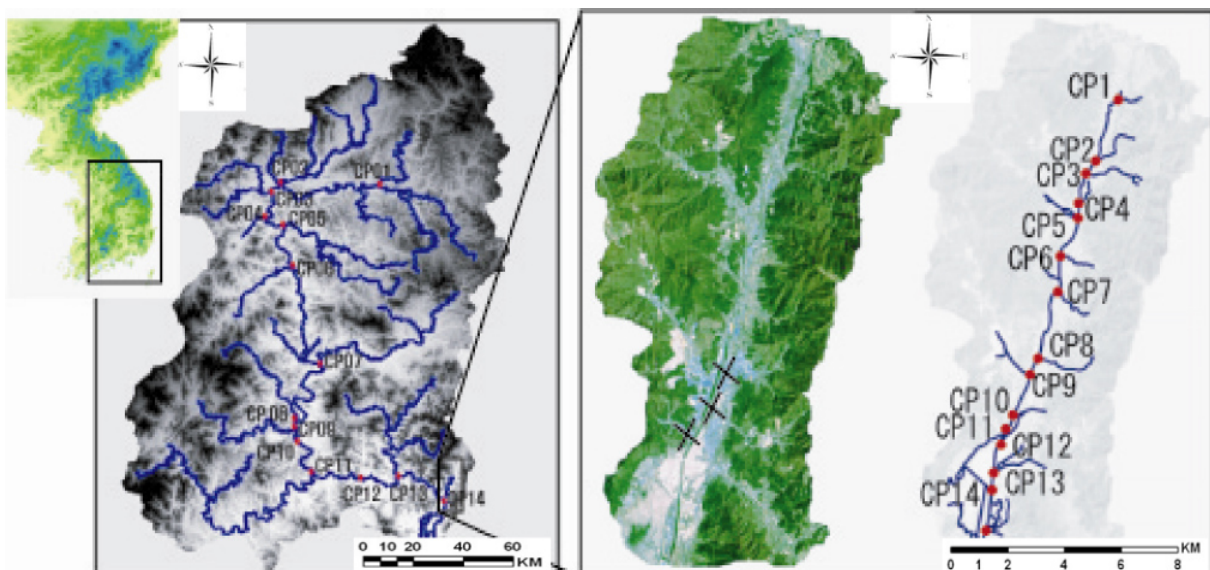 N
W
E
S
CP02
CP01
CP03
CP04
CP05
CP06
CP07
CP08
CP09
CP10
CP11
CP12
CP13
CP14
0 10 20 40 60
KM
N
W
E
S
CP1
CP2
CP3
CP4
CP5
CP6
CP7
CP8
CP9
CP10
CP11
CP12
CP13
CP14
0 1 2 4 6 8
KM